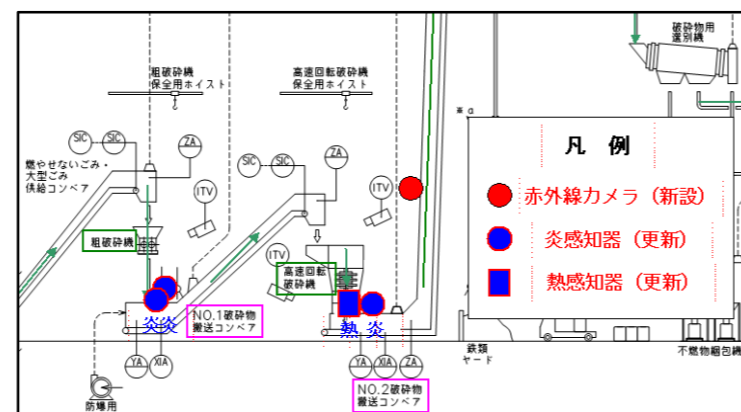 破砕物用
選別機
粗破砕機
保全用ホイスト
高速回転破砕機
保全用ホイスト
※α
SIC
SIC
ZA
SIC
SIC
ZA
燃やせないごみ・
大型ごみ
供給コンベア
ITV
ITV
凡 例
赤外線カメラ（新設）
炎感知器（更新）
熱感知器（更新）
粗破砕機
ITV
高速回転
破砕機
炎炎
NO.1破砕物
搬送コンベア
熱 炎
YA
XIA
YA
XIA
ZA
鉄類
ヤード
不燃物梱包機
NO.2破砕物
搬送コンベア
防爆用